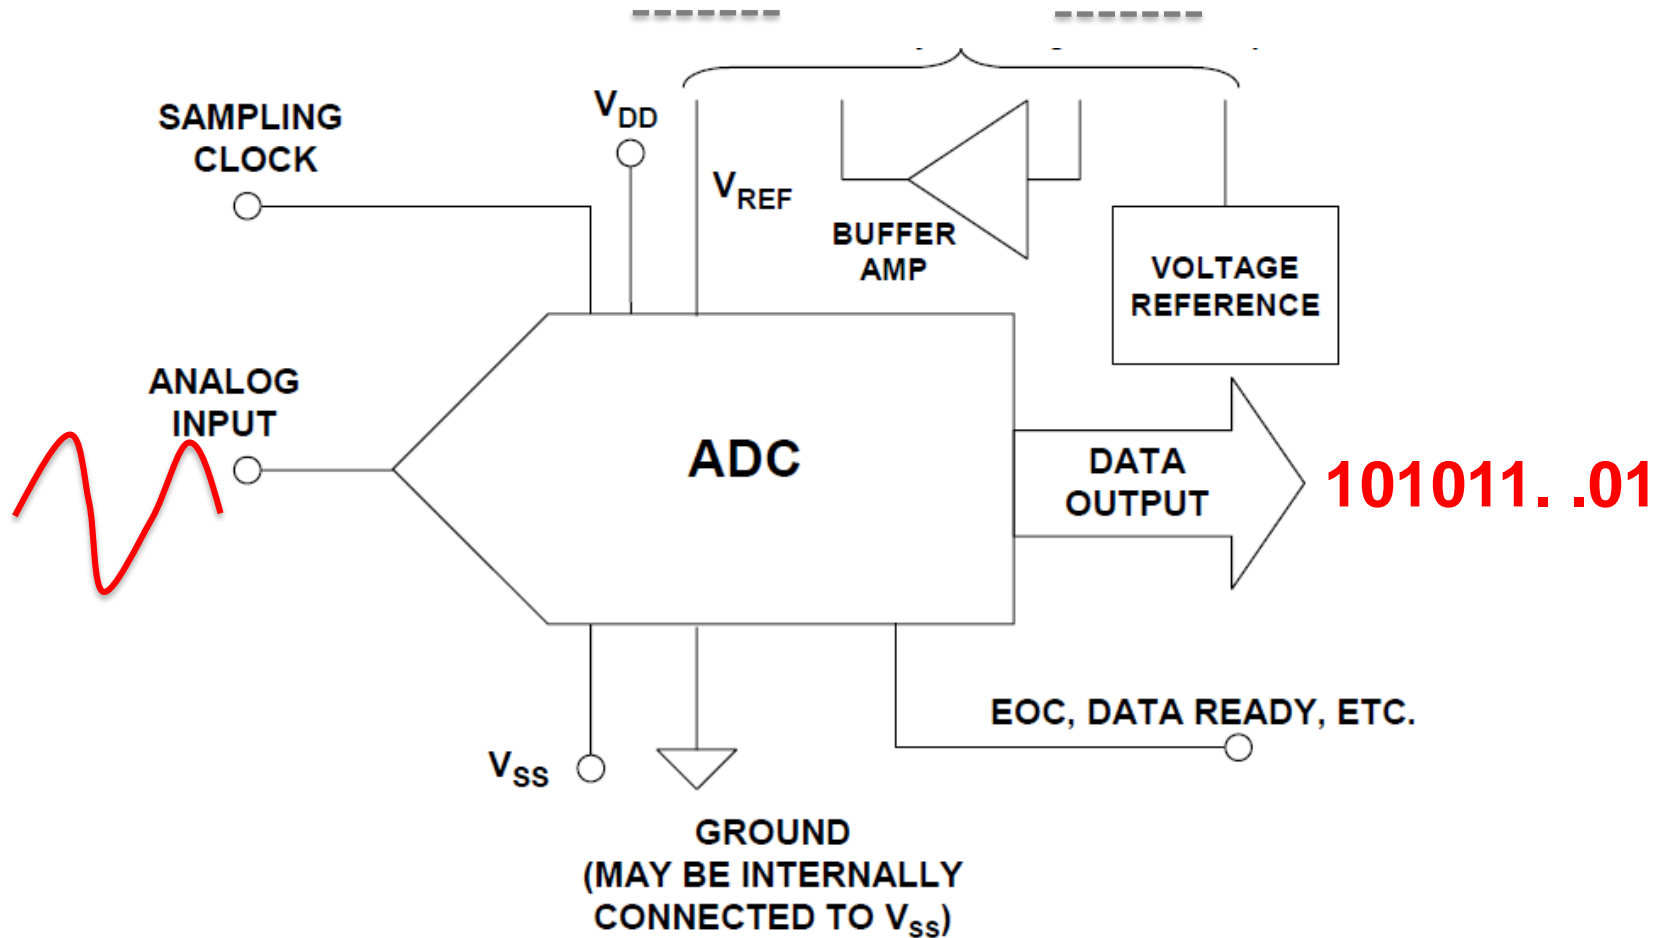 SAMPLING
CLOCK
VDD
VREF
BUFFER
AMP
VOLTAGE
REFERENCE
ANALOG
INPUT
ADC
DATA
OUTPUT
101011. .01
EOC, DATA READY, ETC.
VSS
GROUND
(MAY BE INTERNALLY
CONNECTED TO VSS)